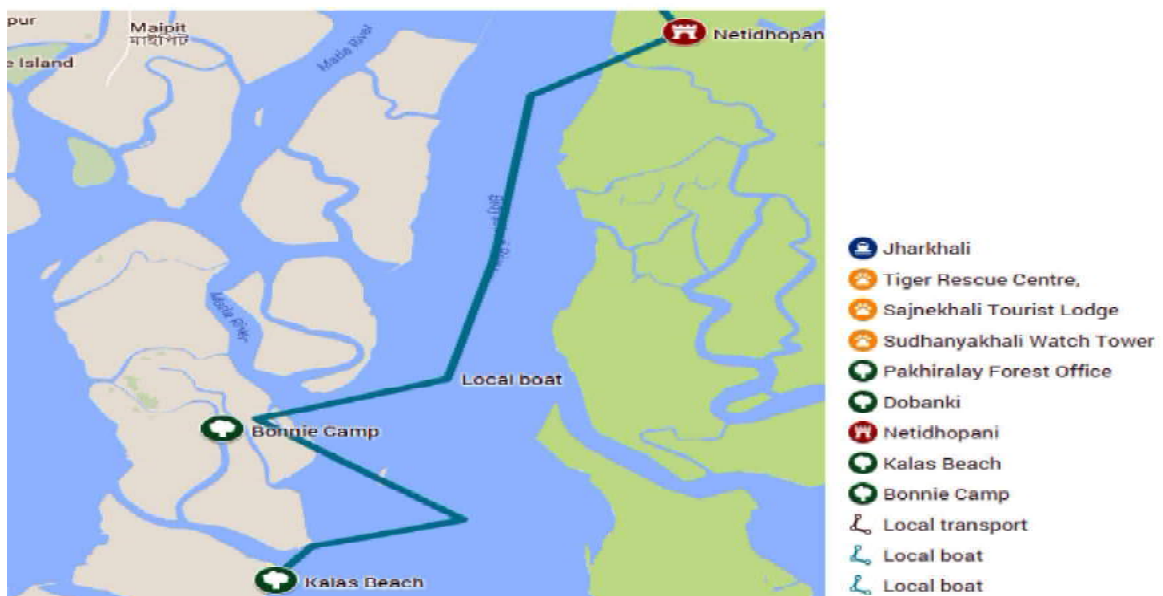 pur
Maipit
মাইপিট
e Island
Matla River
Netidhopan
Matla River
Local boat
Bonnie Camp
Kalas Beach
Jharkhali
Tiger Rescue Centre,
Sajnekhali Tourist Lodge
Sudhanyakhali Watch Tower
Pakhiralay Forest Office
Dobanki
Netidhopani
Kalas Beach
Bonnie Camp
Local transport
Local boat
Local boat